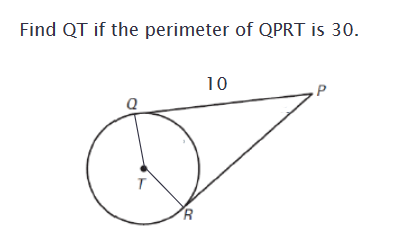 Find QT if the perimeter of QPRT is 30.
10
P
Q
T
R